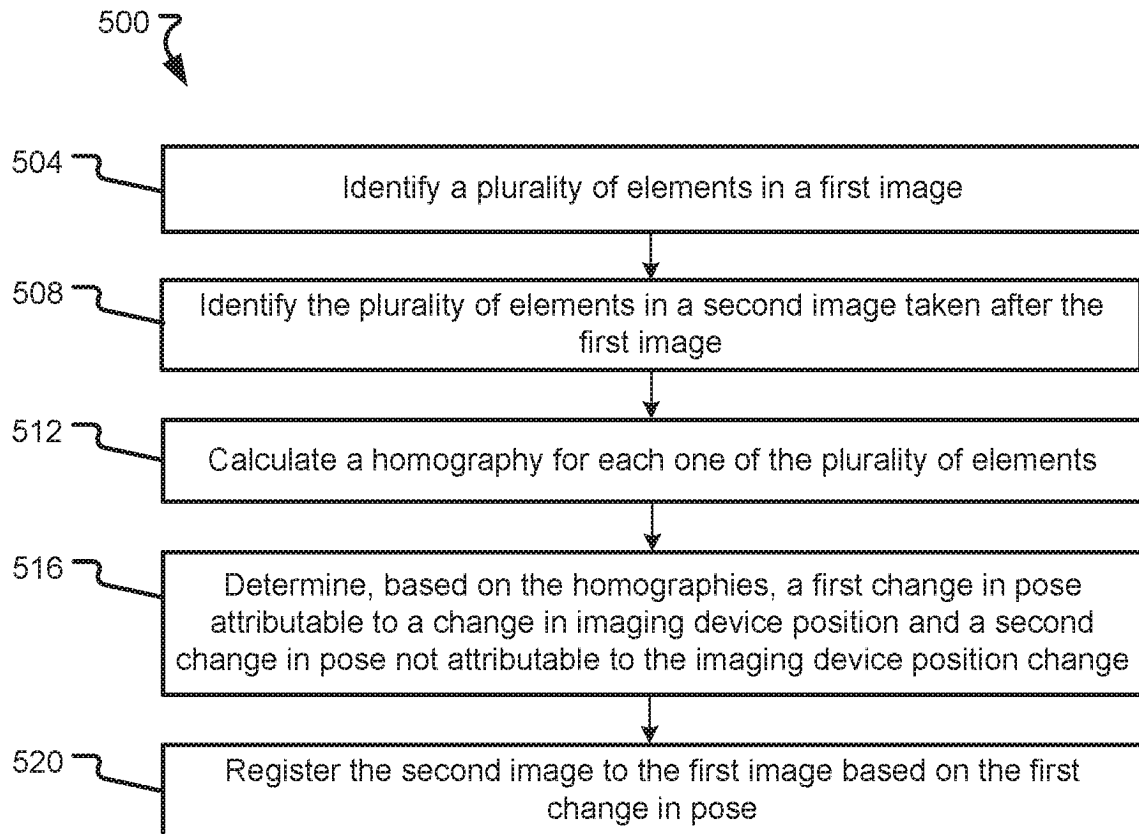 500
504
Identify a plurality of elements in a first image
508
Identify the plurality of elements in a second image taken after the
first image
512
Calculate a homography for each one of the plurality of elements
516
Determine, based on the homographies, a first change in pose
attributable to a change in imaging device position and a second
change in pose not attributable to the imaging device position change
520
Register the second image to the first image based on the first
change in pose